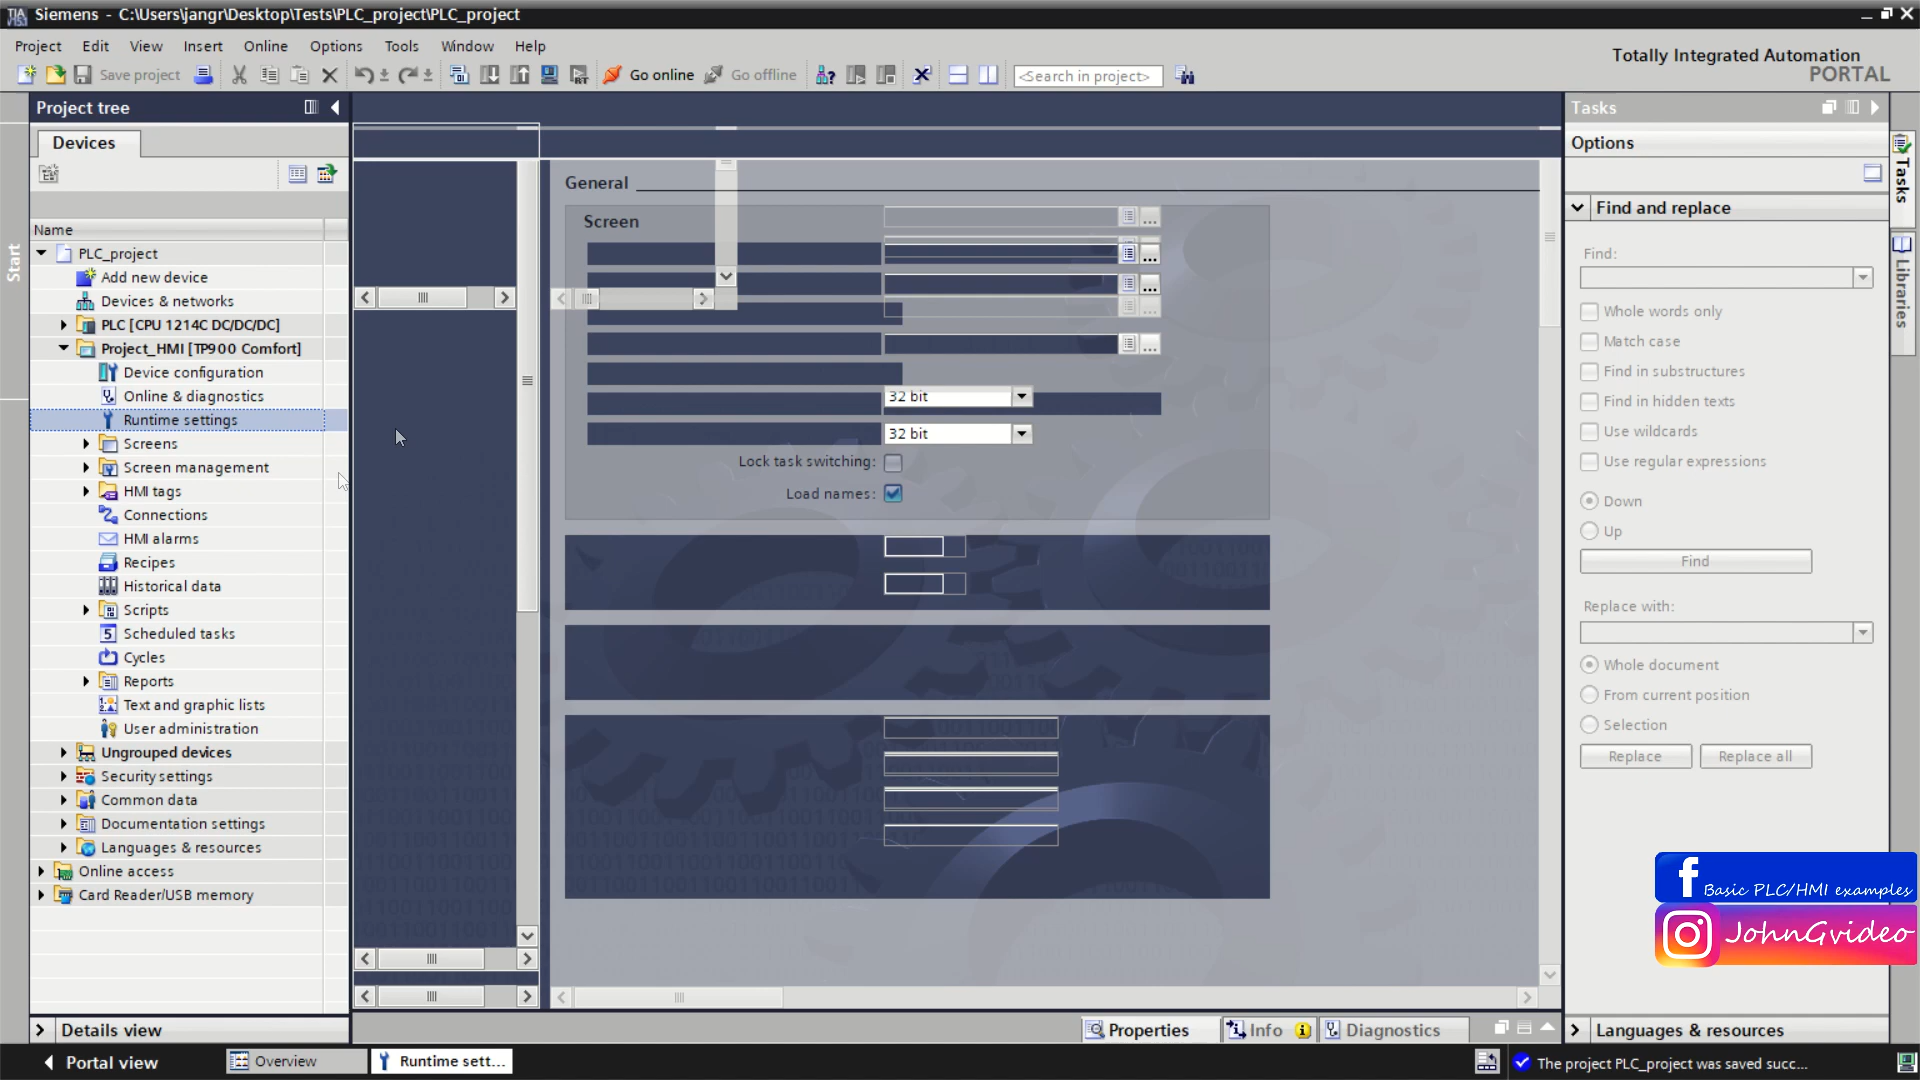 Siemens - C:\Users\jangr\Desktop\Tests\PLC_project\PLC_project
Project Edit View Insert Online Options Tools Window Help
Totally Integrated Automation
PORTAL
Save project
Go online
Go offline
<Search in project>
Project tree
Devices
Start
Name
PLC_project
Add new device
Devices & networks
PLC [CPU 1214C DC/DC/DC]
Project_HMI [TP900 Comfort]
Device configuration
Online & diagnostics
Runtime settings
Screens
Screen management
HMI tags
Connections
HMI alarms
Recipes
Historical data
Scripts
Scheduled tasks
Cycles
Reports
Text and graphic lists
User administration
Ungrouped devices
Security settings
Common data
Documentation settings
Languages & resources
Online access
Card Reader/USB memory
Details view
General
Screen
32 bit
32 bit
Lock task switching:
Load names:
Properties
Info
Diagnostics
Tasks
Options
Find and replace
Find:
Whole words only
Match case
Find in substructures
Find in hidden texts
Use wildcards
Use regular expressions
Down
Up
Find
Replace with:
Whole document
From current position
Selection
Replace
Replace all
Languages & resources
Tasks
Libraries
f Basic PLC/HMI examples
JohnGvideo
Portal view
Overview
Runtime sett...
The project PLC_project was saved succ...